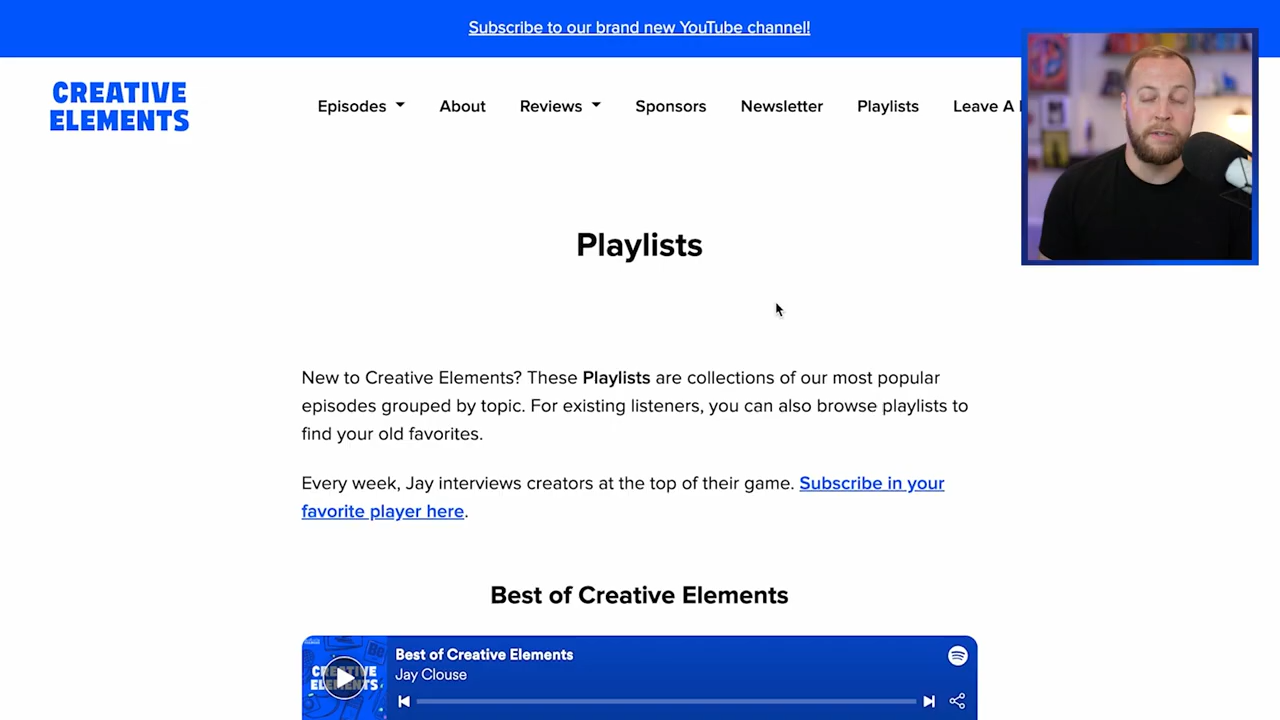 Subscribe to our brand new YouTube channel!
CREATIVE
ELEMENTS
Episodes
About
Reviews
Sponsors
Newsletter
Playlists
Leave A
Playlists
New to Creative Elements? These Playlists are collections of our most popular
episodes grouped by topic. For existing listeners, you can also browse playlists to
find your old favorites.
Every week, Jay interviews creators at the top of their game. Subscribe in your
favorite player here.
Best of Creative Elements
Best of Creative Elements
Jay Clouse
CREATIVE
ELEMENTS